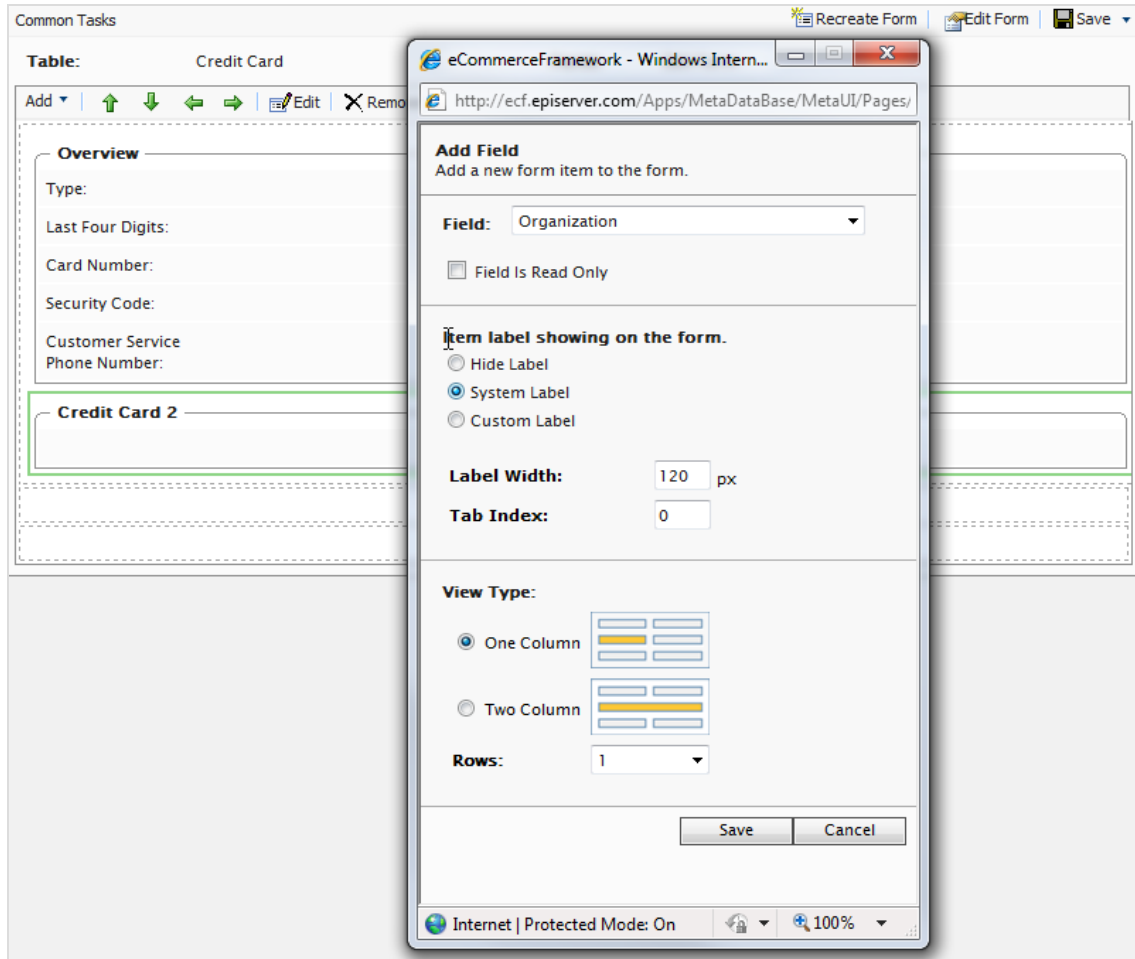 Common Tasks
Recreate Form
Edit Form
Save
Table: Credit Card
Add
Edit
Remo
Overview
Type:
Last Four Digits:
Card Number:
Security Code:
Customer Service
Phone Number:
Credit Card 2
eCommerceFramework - Windows Intern...
http://ecf.episerver.com/Apps/MetaDataBase/MetaUI/Pages/
Add Field
Add a new form item to the form.
Field: Organization
Field Is Read Only
Item label showing on the form.
Hide Label
System Label
Custom Label
Label Width: 120 px
Tab Index: 0
View Type:
One Column
Two Column
Rows: 1
Save Cancel
Internet | Protected Mode: On 100%